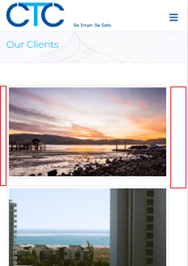 CTC
Be Smart. Be Safe.
Our Clients